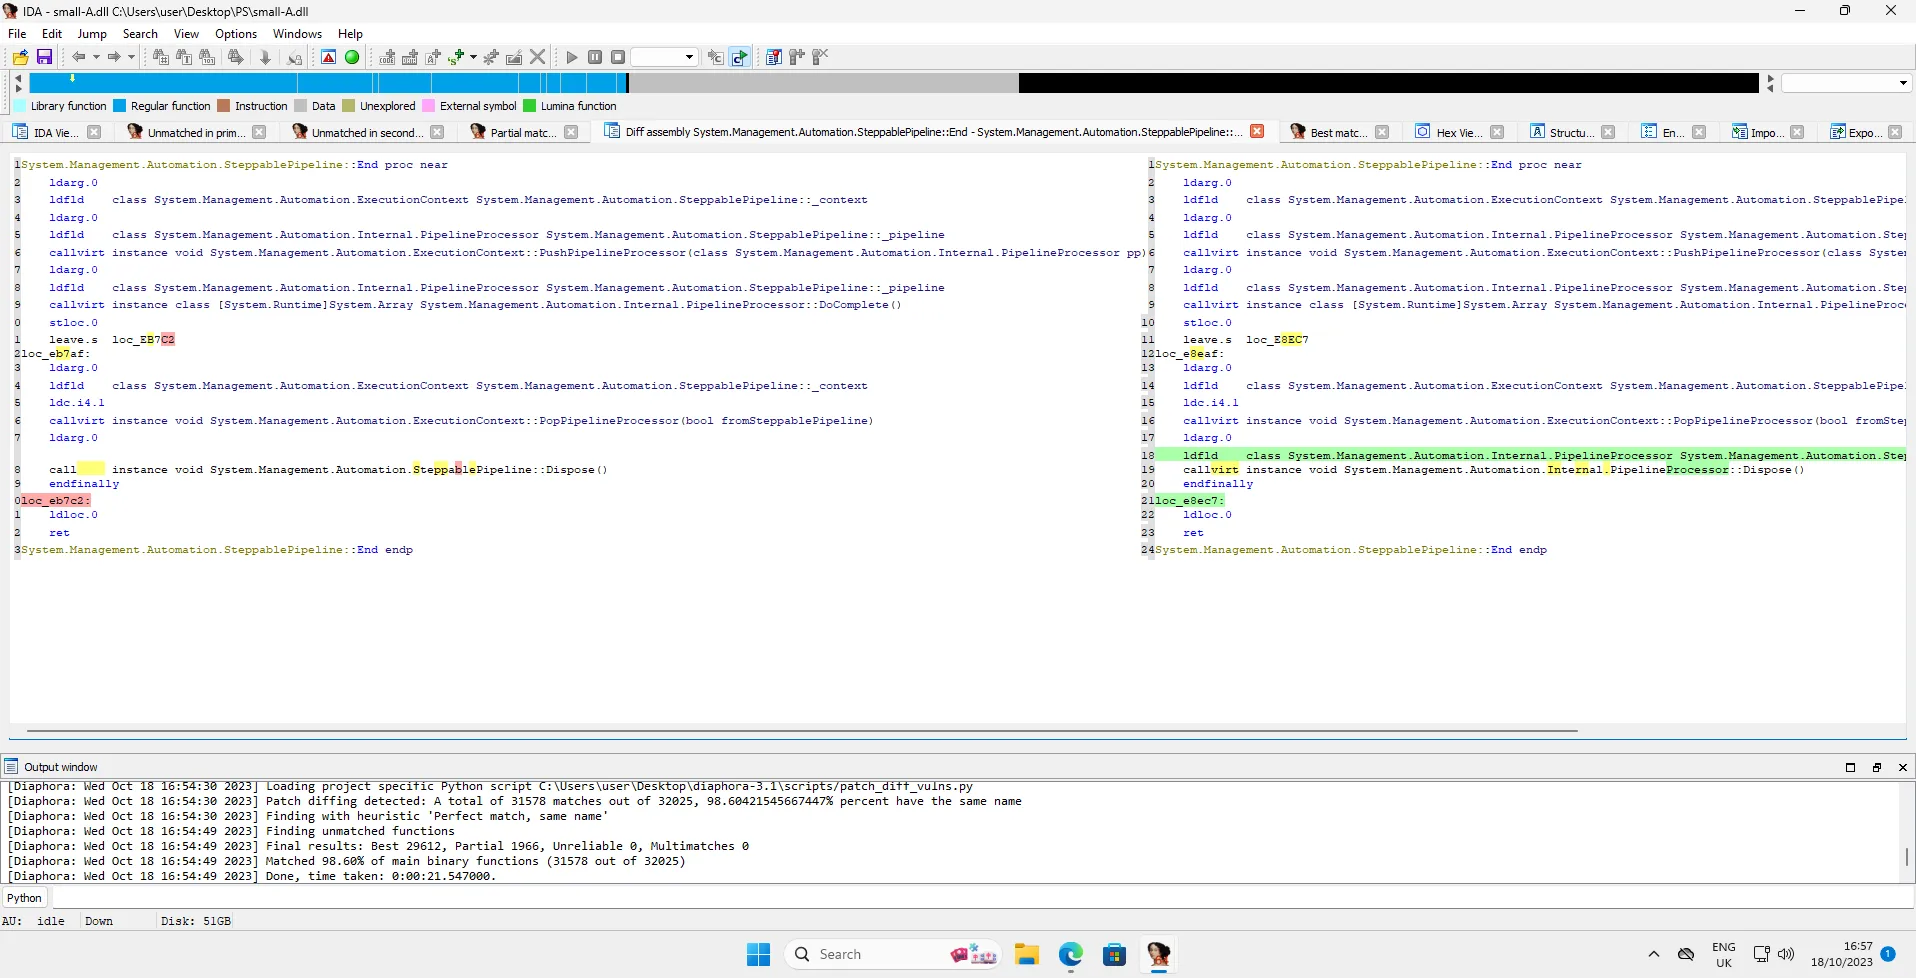 IDA - small-A.dll C:\Users\user\Desktop\PS\small-A.dll
File Edit Jump Search View Options Windows Help
Library function Regular function Instruction Data Unexplored External symbol Lumina function
IDA Vie... Unmatched in prim... Unmatched in second... Partial matc... Diff assembly System.Management.Automation.SteppablePipeline::End - System.Management.Automation.SteppablePipeline::... Best matc... Hex Vie... Structu... En... Impo... Expo...
1System.Management.Automation.SteppablePipeline::End proc near
2 ldarg.0
3 ldfld class System.Management.Automation.ExecutionContext System.Management.Automation.SteppablePipeline::_context
4 ldarg.0
5 ldfld class System.Management.Automation.Internal.PipelineProcessor System.Management.Automation.SteppablePipeline::_pipeline
6 callvirt instance void System.Management.Automation.ExecutionContext::PushPipelineProcessor(class System.Management.Automation.Internal.PipelineProcessor pp)
7 ldarg.0
8 ldfld class System.Management.Automation.Internal.PipelineProcessor System.Management.Automation.SteppablePipeline::_pipeline
9 callvirt instance class [System.Runtime]System.Array System.Management.Automation.Internal.PipelineProcessor::DoComplete()
0 stloc.0
1 leave.s loc_EB7C2
2loc_eb7af:
3 ldarg.0
4 ldfld class System.Management.Automation.ExecutionContext System.Management.Automation.SteppablePipeline::_context
5 ldc.i4.1
6 callvirt instance void System.Management.Automation.ExecutionContext::PopPipelineProcessor(bool fromSteppablePipeline)
7 ldarg.0
8 call instance void System.Management.Automation.SteppablePipeline::Dispose()
9 endfinally
0loc_eb7c2:
1 ldloc.0
2 ret
3System.Management.Automation.SteppablePipeline::End endp
1System.Management.Automation.SteppablePipeline::End proc near
2 ldarg.0
3 ldfld class System.Management.Automation.ExecutionContext System.Management.Automation.SteppablePipel
4 ldarg.0
5 ldfld class System.Management.Automation.Internal.PipelineProcessor System.Management.Automation.Step
6 callvirt instance void System.Management.Automation.ExecutionContext::PushPipelineProcessor(class System
7 ldarg.0
8 ldfld class System.Management.Automation.Internal.PipelineProcessor System.Management.Automation.Step
9 callvirt instance class [System.Runtime]System.Array System.Management.Automation.Internal.PipelineProce
10 stloc.0
11 leave.s loc_E8EC7
12loc_e8eaf:
13 ldarg.0
14 ldfld class System.Management.Automation.ExecutionContext System.Management.Automation.SteppablePipel
15 ldc.i4.1
16 callvirt instance void System.Management.Automation.ExecutionContext::PopPipelineProcessor(bool fromStep
17 ldarg.0
18 ldfld class System.Management.Automation.Internal.PipelineProcessor System.Management.Automation.Step
19 callvirt instance void System.Management.Automation.Internal.PipelineProcessor::Dispose()
20 endfinally
21loc_e8ec7:
22 ldloc.0
23 ret
24System.Management.Automation.SteppablePipeline::End endp
Output window
[Diaphora: Wed Oct 18 16:54:30 2023] Loading project specific Python script C:\Users\user\Desktop\diaphora-3.1\scripts/patch_diff_vulns.py
[Diaphora: Wed Oct 18 16:54:30 2023] Patch diffing detected: A total of 31578 matches out of 32025, 98.60421545667447% percent have the same name
[Diaphora: Wed Oct 18 16:54:30 2023] Finding with heuristic 'Perfect match, same name'
[Diaphora: Wed Oct 18 16:54:49 2023] Finding unmatched functions
[Diaphora: Wed Oct 18 16:54:49 2023] Final results: Best 29612, Partial 1966, Unreliable 0, Multimatches 0
[Diaphora: Wed Oct 18 16:54:49 2023] Matched 98.60% of main binary functions (31578 out of 32025)
[Diaphora: Wed Oct 18 16:54:49 2023] Done, time taken: 0:00:21.547000.
Python
AU: idle Down Disk: 51GB
Search
ENG
UK
16:57
18/10/2023
1